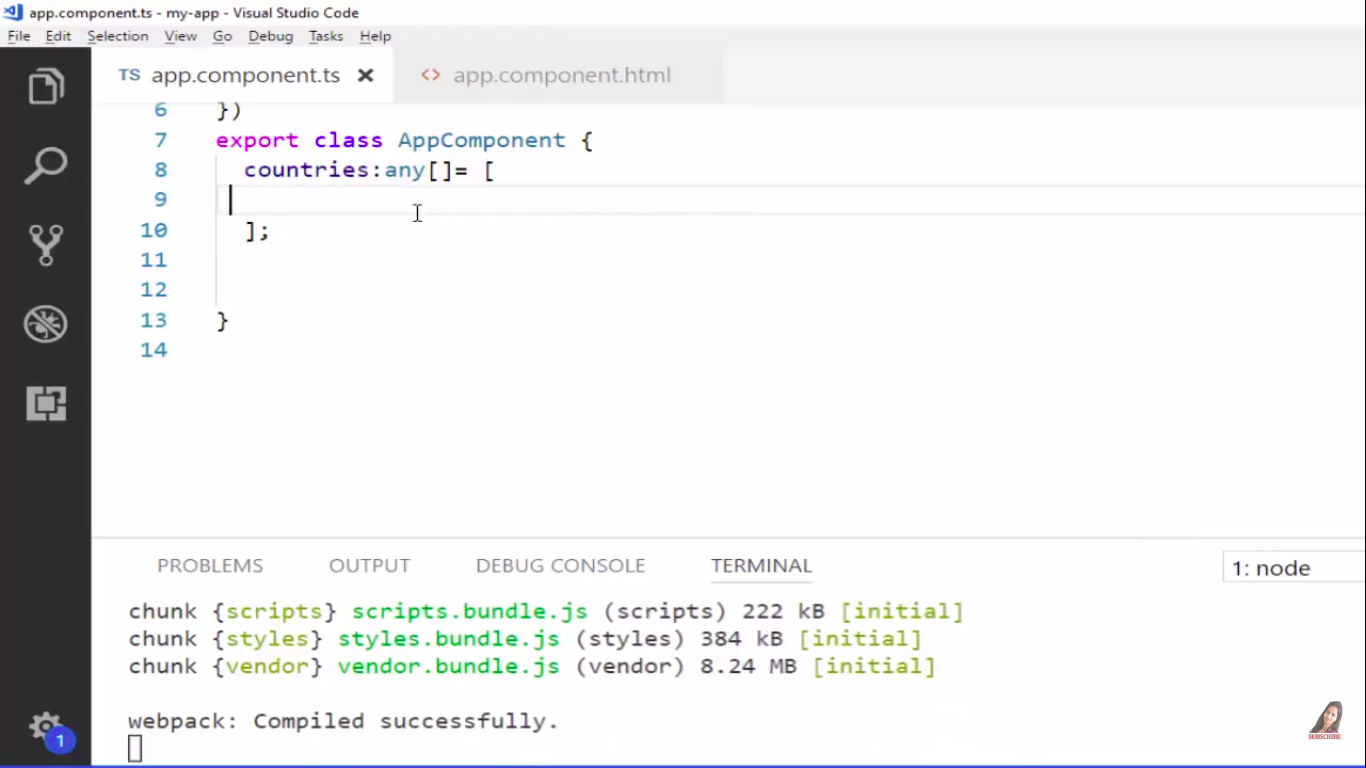 app.component.ts - my-app - Visual Studio Code
File Edit Selection View Go Debug Tasks Help
TS app.component.ts app.component.html
6 })
7 export class AppComponent {
8 countries:any[]= [
9
10 ];
11
12
13 }
14
PROBLEMS OUTPUT DEBUG CONSOLE TERMINAL 1: node
chunk {scripts} scripts.bundle.js (scripts) 222 kB [initial]
chunk {styles} styles.bundle.js (styles) 384 kB [initial]
chunk {vendor} vendor.bundle.js (vendor) 8.24 MB [initial]
webpack: Compiled successfully.
1
SUBSCRIBE